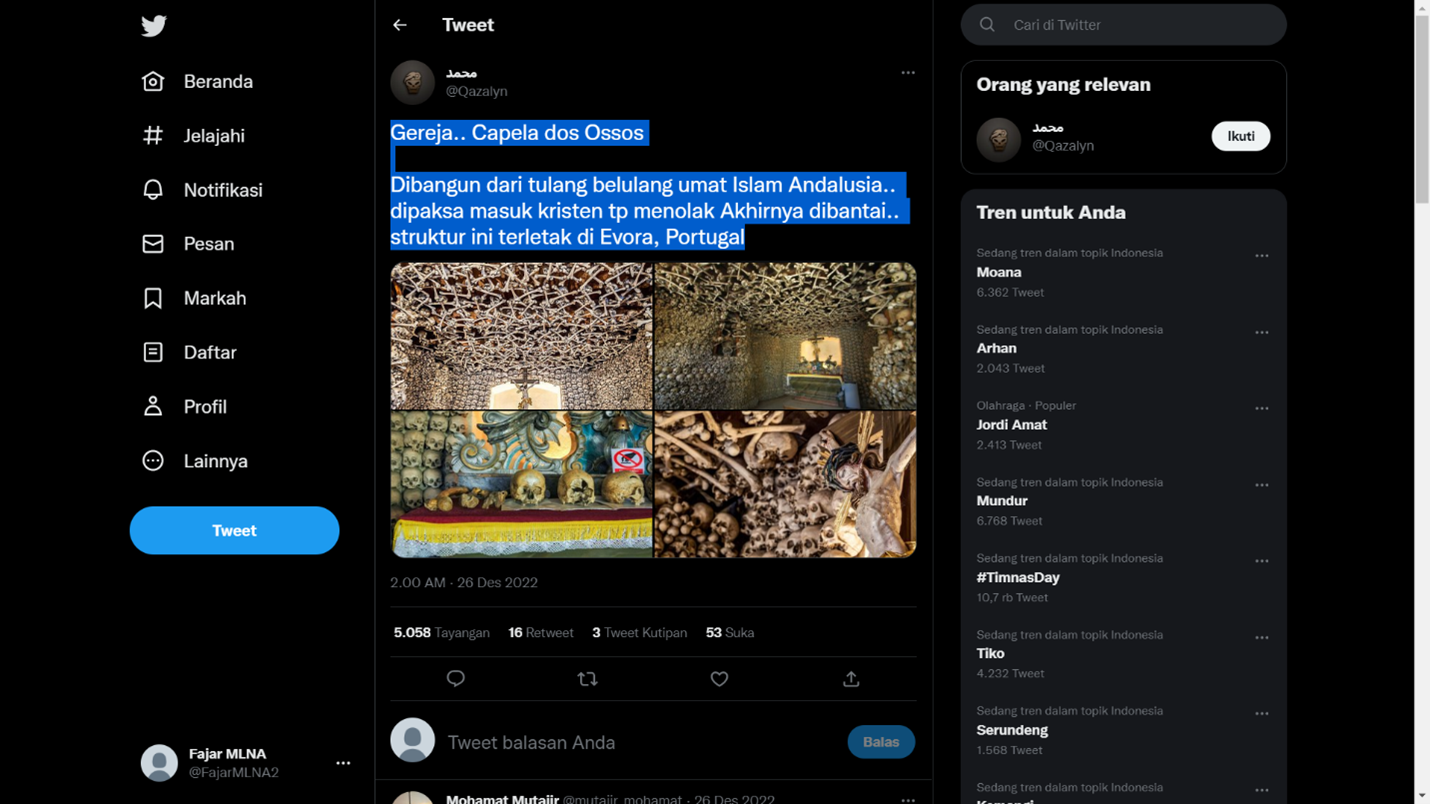 Tweet
Cari di Twitter
Beranda
Jelajahi
Notifikasi
Pesan
Markah
Daftar
Profil
Lainnya
Tweet
Fajar MLNA
@FajarMLNA2
محمد
@Qazalyn
Gereja.. Capela dos Ossos
Dibangun dari tulang belulang umat Islam Andalusia..
dipaksa masuk kristen tp menolak Akhirnya dibantai..
struktur ini terletak di Evora, Portugal
2.00 AM · 26 Des 2022
5.058 Tayangan 16 Retweet 3 Tweet Kutipan 53 Suka
Tweet balasan Anda
Balas
Mohamat Mutajir @mutajir_mohamat · 26 Des 2022
Orang yang relevan
محمد
@Qazalyn
Ikuti
Tren untuk Anda
Sedang tren dalam topik Indonesia
Moana
6.362 Tweet
Sedang tren dalam topik Indonesia
Arhan
2.043 Tweet
Olahraga · Populer
Jordi Amat
2.413 Tweet
Sedang tren dalam topik Indonesia
Mundur
6.768 Tweet
Sedang tren dalam topik Indonesia
#TimnasDay
10,7 rb Tweet
Sedang tren dalam topik Indonesia
Tiko
4.232 Tweet
Sedang tren dalam topik Indonesia
Serundeng
1.568 Tweet
Sedang tren dalam topik Indonesia